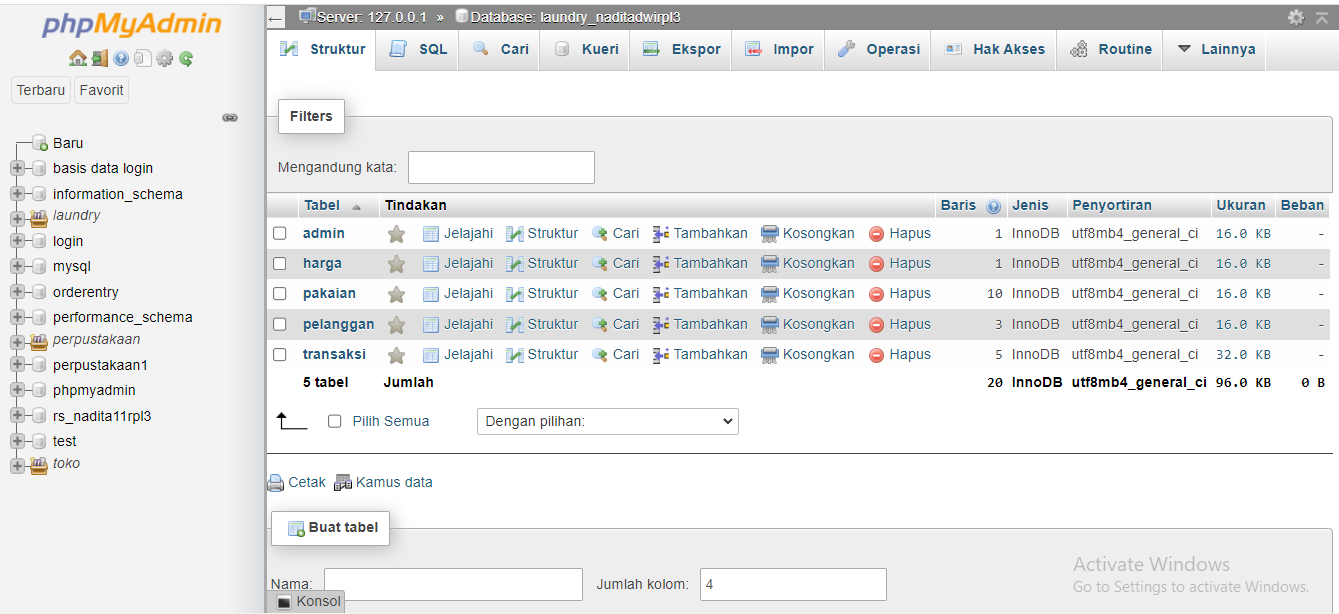 phpMyAdmin
Terbaru Favorit
Baru
basis data login
information_schema
laundry
login
mysql
orderentry
performance_schema
perpustakaan
perpustakaan1
phpmyadmin
rs_nadita11rpl3
test
toko
Server: 127.0.0.1 » Database: laundry_naditadwirpl3
Struktur SQL Cari Kueri Ekspor Impor Operasi Hak Akses Routine Lainnya
Filters
Mengandung kata:
Tabel Tindakan Baris Jenis Penyortiran Ukuran Beban
admin Jelajahi Struktur Cari Tambahkan Kosongkan Hapus 1 InnoDB utf8mb4_general_ci 16.0 KB -
harga Jelajahi Struktur Cari Tambahkan Kosongkan Hapus 1 InnoDB utf8mb4_general_ci 16.0 KB -
pakaian Jelajahi Struktur Cari Tambahkan Kosongkan Hapus 10 InnoDB utf8mb4_general_ci 16.0 KB -
pelanggan Jelajahi Struktur Cari Tambahkan Kosongkan Hapus 3 InnoDB utf8mb4_general_ci 16.0 KB -
transaksi Jelajahi Struktur Cari Tambahkan Kosongkan Hapus 5 InnoDB utf8mb4_general_ci 32.0 KB -
5 tabel Jumlah 20 InnoDB utf8mb4_general_ci 96.0 KB 0 B
Pilih Semua Dengan pilihan:
Cetak Kamus data
Buat tabel
Nama: Jumlah kolom: 4
Konsol
Activate Windows
Go to Settings to activate Windows.